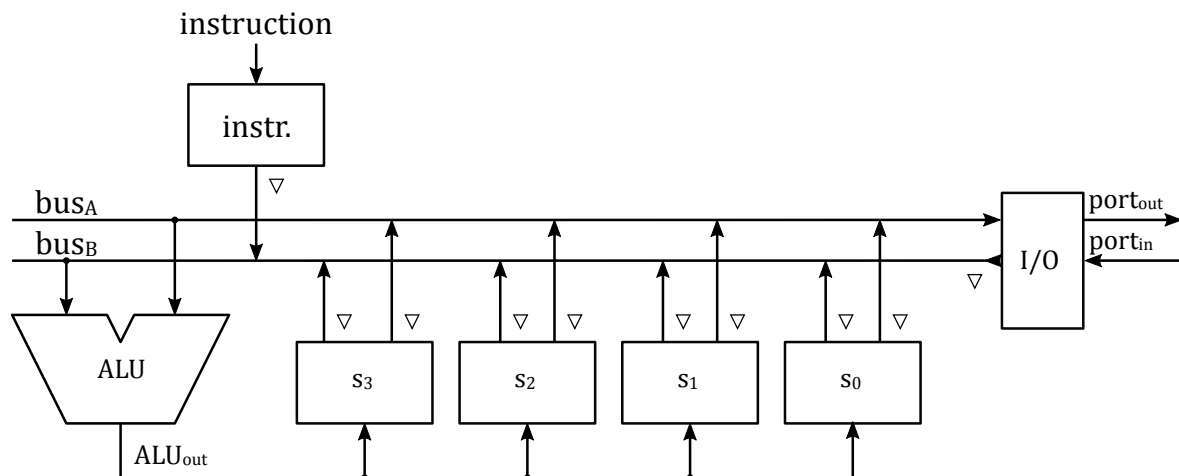 instruction
instr.
busA
portout
busB
portin
I/O
ALU
s3
s2
s1
s0
ALUout